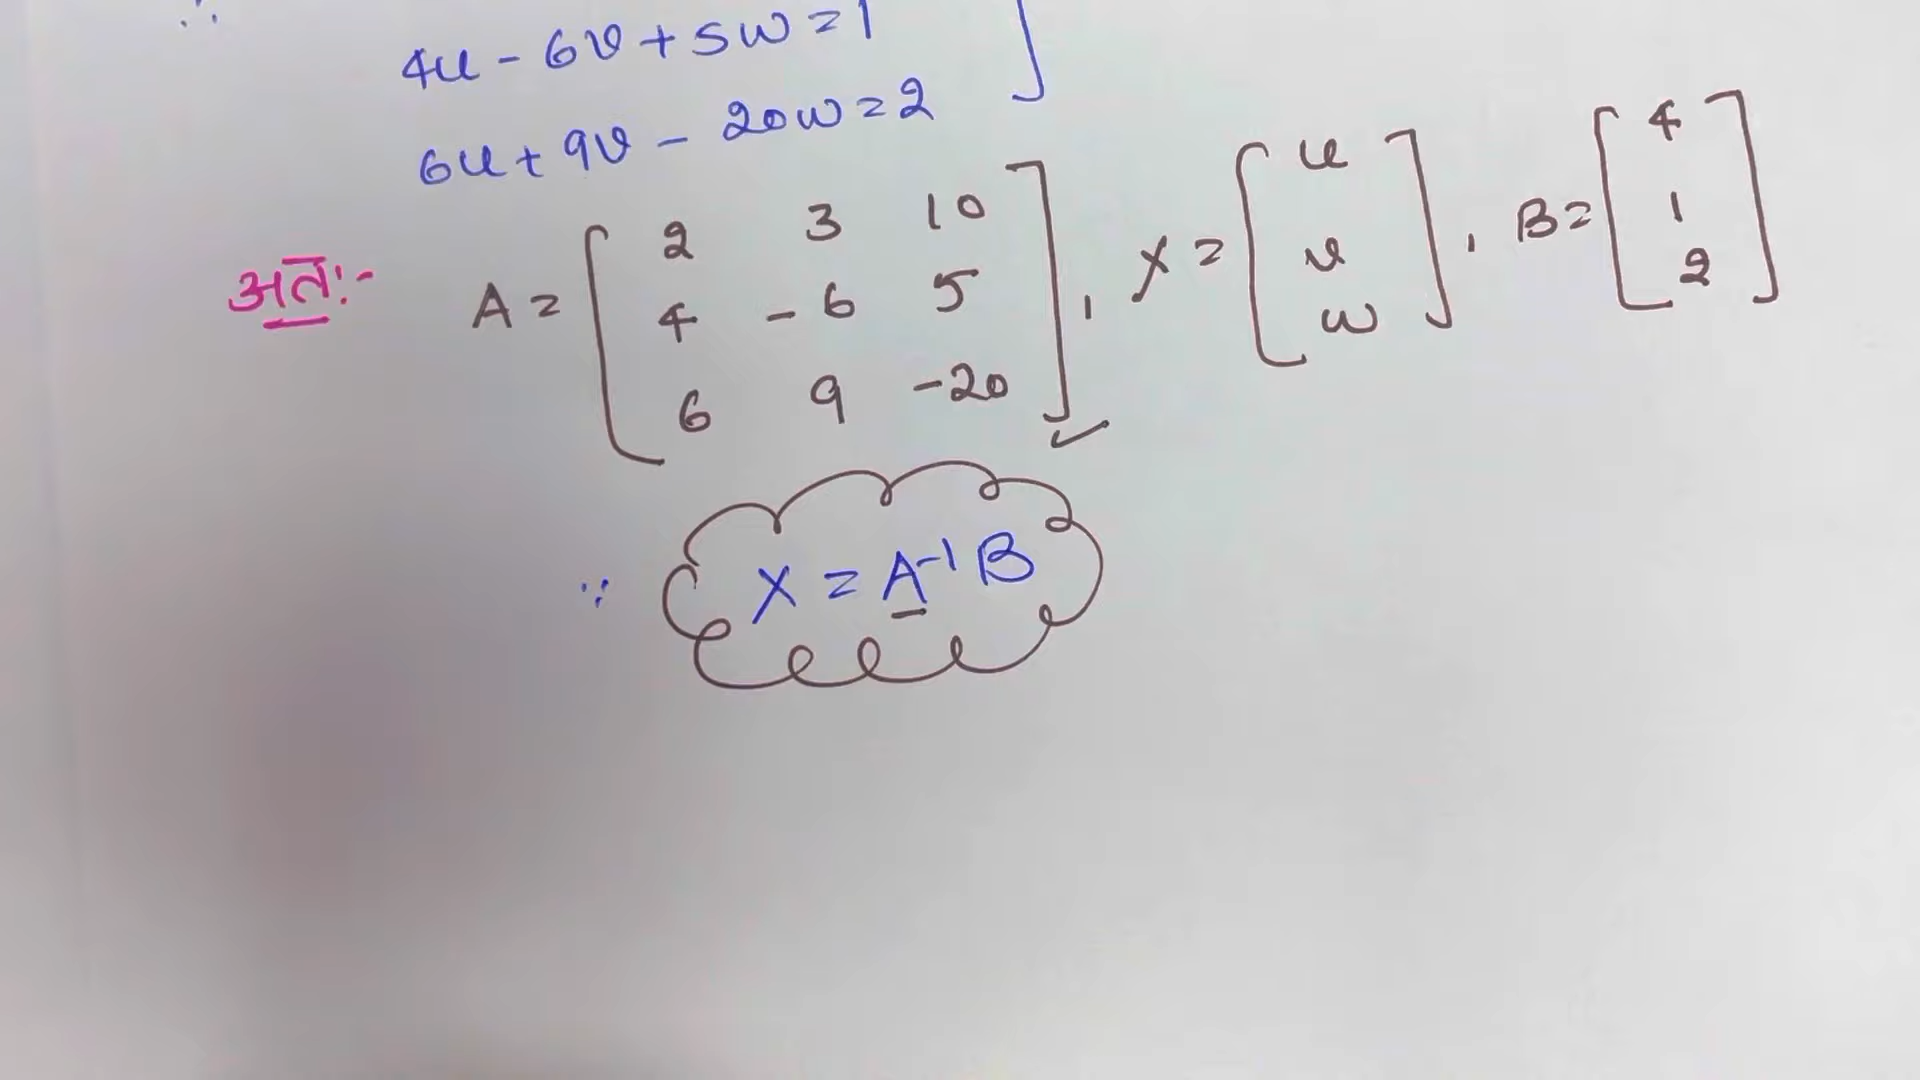 ∴
4u - 6v + 5w = 1
6u + 9v - 20w = 2
अतः:- A = [2 3 10
4 -6 5
6 9 -20], X = [u
v
w], B = [4
1
2]
∵ X = A⁻¹B